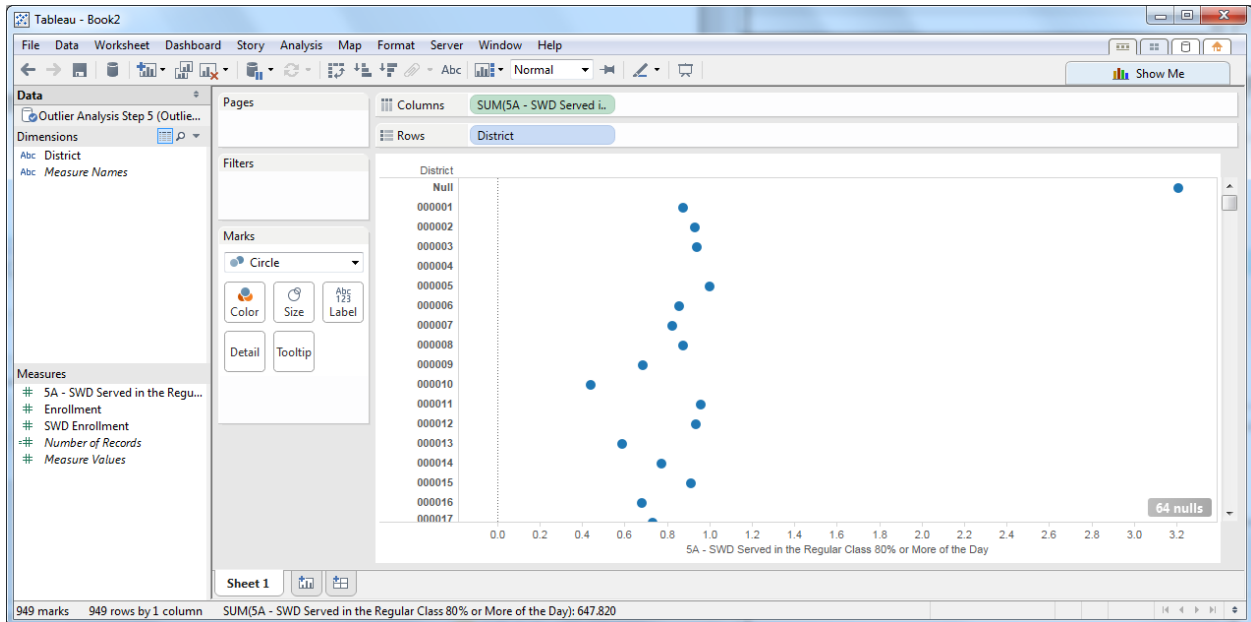 Tableau - Book2
File Data Worksheet Dashboard Story Analysis Map Format Server Window Help
Abc Normal Show Me
Data
Outlier Analysis Step 5 (Outlie...
Dimensions
Abc District
Abc Measure Names
Measures
# 5A - SWD Served in the Regu...
# Enrollment
# SWD Enrollment
=# Number of Records
# Measure Values
Pages
Filters
Marks
Circle
Color Size Abc 123 Label
Detail Tooltip
Columns SUM(5A - SWD Served i..
Rows District
District
Null
000001
000002
000003
000004
000005
000006
000007
000008
000009
000010
000011
000012
000013
000014
000015
000016
000017
64 nulls
0.0 0.2 0.4 0.6 0.8 1.0 1.2 1.4 1.6 1.8 2.0 2.2 2.4 2.6 2.8 3.0 3.2
5A - SWD Served in the Regular Class 80% or More of the Day
Sheet 1
949 marks 949 rows by 1 column SUM(5A - SWD Served in the Regular Class 80% or More of the Day): 647.820